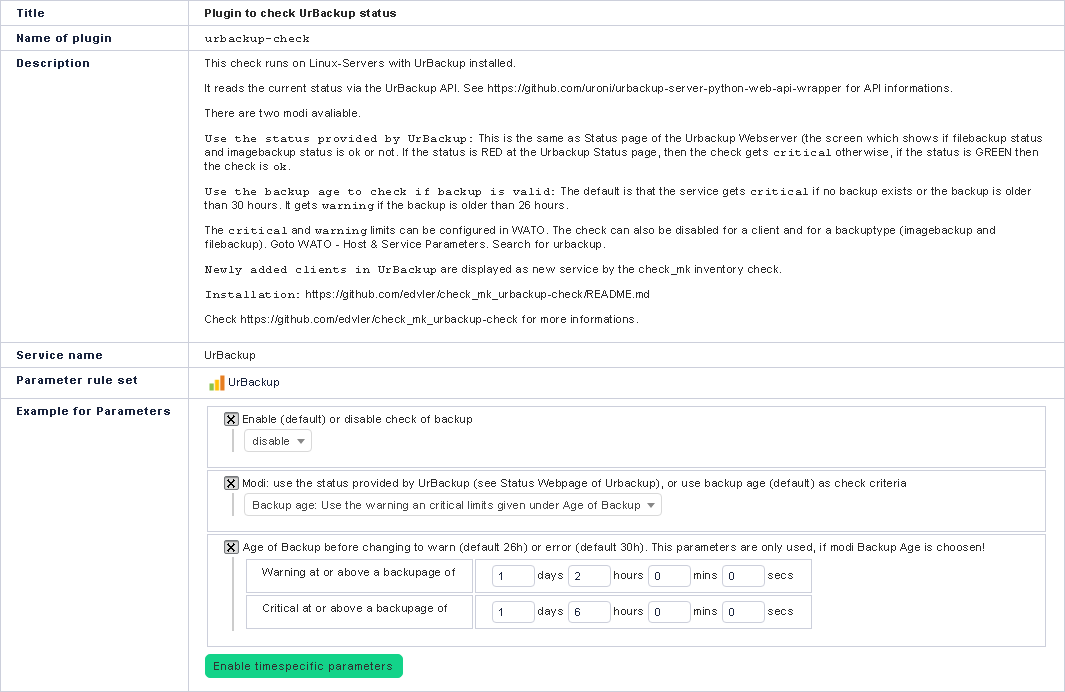 Title Plugin to check UrBackup status
Name of plugin urbackup-check
Description This check runs on Linux-Servers with UrBackup installed.
It reads the current status via the UrBackup API. See https://github.com/uroni/urbackup-server-python-web-api-wrapper for API informations.
There are two modi avaliable.
Use the status provided by UrBackup: This is the same as Status page of the Urbackup Webserver (the screen which shows if filebackup status
and imagebackup status is ok or not. If the status is RED at the Urbackup Status page, then the check gets critical otherwise, if the status is GREEN then
the check is ok.
Use the backup age to check if backup is valid: The default is that the service gets critical if no backup exists or the backup is older
than 30 hours. It gets warning if the backup is older than 26 hours.
The critical and warning limits can be configured in WATO. The check can also be disabled for a client and for a backuptype (imagebackup and
filebackup). Goto WATO - Host & Service Parameters. Search for urbackup.
Newly added clients in UrBackup are displayed as new service by the check_mk inventory check.
Installation: https://github.com/edvler/check_mk_urbackup-check/README.md
Check https://github.com/edvler/check_mk_urbackup-check for more informations.
Service name UrBackup
Parameter rule set UrBackup
Example for Parameters
Enable (default) or disable check of backup
disable
Modi: use the status provided by UrBackup (see Status Webpage of Urbackup), or use backup age (default) as check criteria
Backup age: Use the warning an critical limits given under Age of Backup
Age of Backup before changing to warn (default 26h) or error (default 30h). This parameters are only used, if modi Backup Age is choosen!
Warning at or above a backupage of 1 days 2 hours 0 mins 0 secs
Critical at or above a backupage of 1 days 6 hours 0 mins 0 secs
Enable timespecific parameters